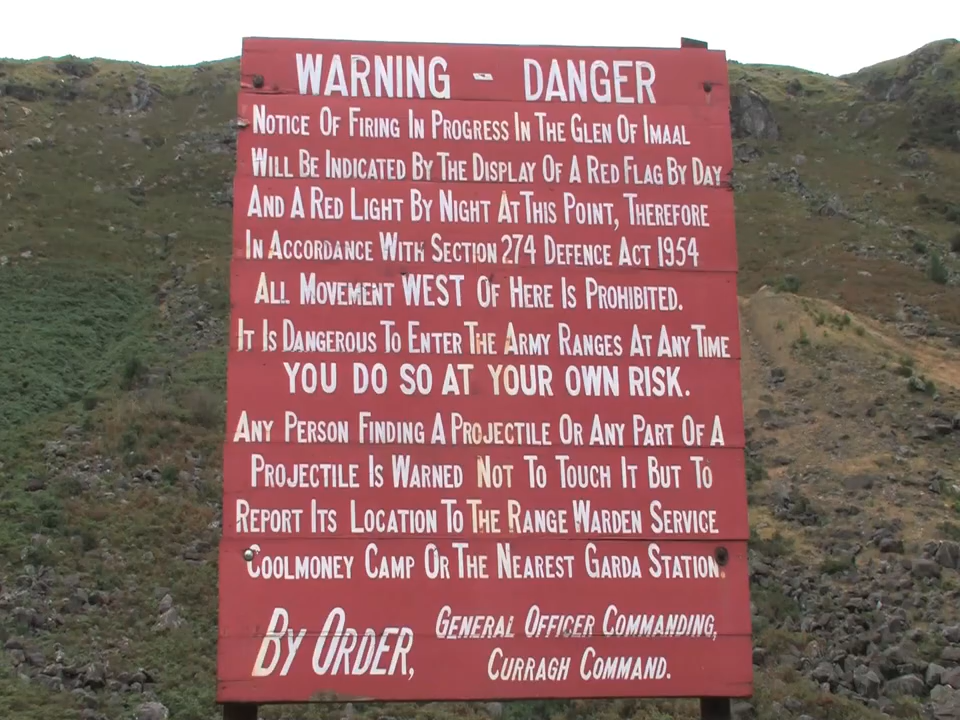 WARNING - DANGER
NOTICE OF FIRING IN PROGRESS IN THE GLEN OF IMAAL
WILL BE INDICATED BY THE DISPLAY OF A RED FLAG BY DAY
AND A RED LIGHT BY NIGHT AT THIS POINT, THEREFORE
IN ACCORDANCE WITH SECTION 274 DEFENCE ACT 1954
ALL MOVEMENT WEST OF HERE IS PROHIBITED.
IT IS DANGEROUS TO ENTER THE ARMY RANGES AT ANY TIME
YOU DO SO AT YOUR OWN RISK.
ANY PERSON FINDING A PROJECTILE OR ANY PART OF A
PROJECTILE IS WARNED NOT TO TOUCH IT BUT TO
REPORT ITS LOCATION TO THE RANGE WARDEN SERVICE
COOLMONEY CAMP OR THE NEAREST GARDA STATION.
BY ORDER, GENERAL OFFICER COMMANDING,
CURRAGH COMMAND.